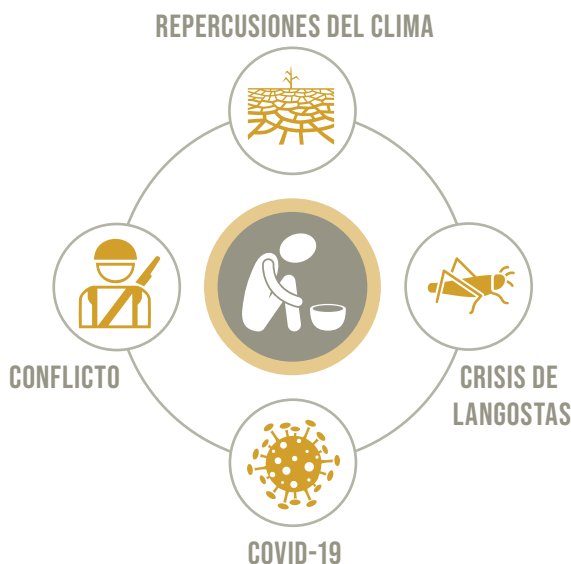 REPERCUSIONES DEL CLIMA
CONFLICTO
CRISIS DE
LANGOSTAS
COVID-19